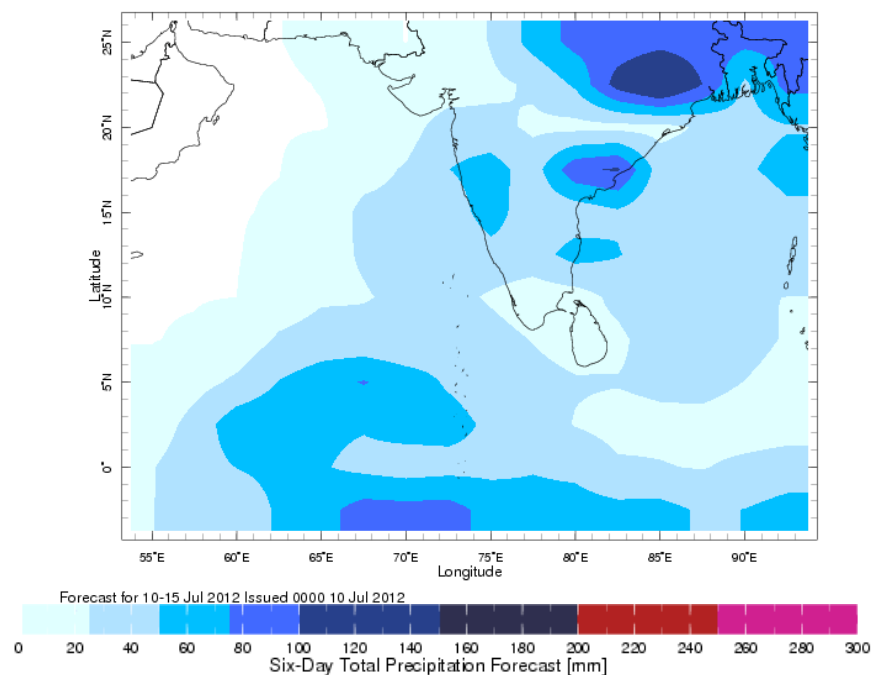 25˚N
20˚N
15˚N
10˚N
5˚N
0˚
Latitude
55˚E 60˚E 65˚E 70˚E 75˚E 80˚E 85˚E 90˚E
Longitude
Forecast for 10-15 Jul 2012 Issued 0000 10 Jul 2012
0 20 40 60 80 100 120 140 160 180 200 220 240 260 280 300
Six-Day Total Precipitation Forecast [mm]